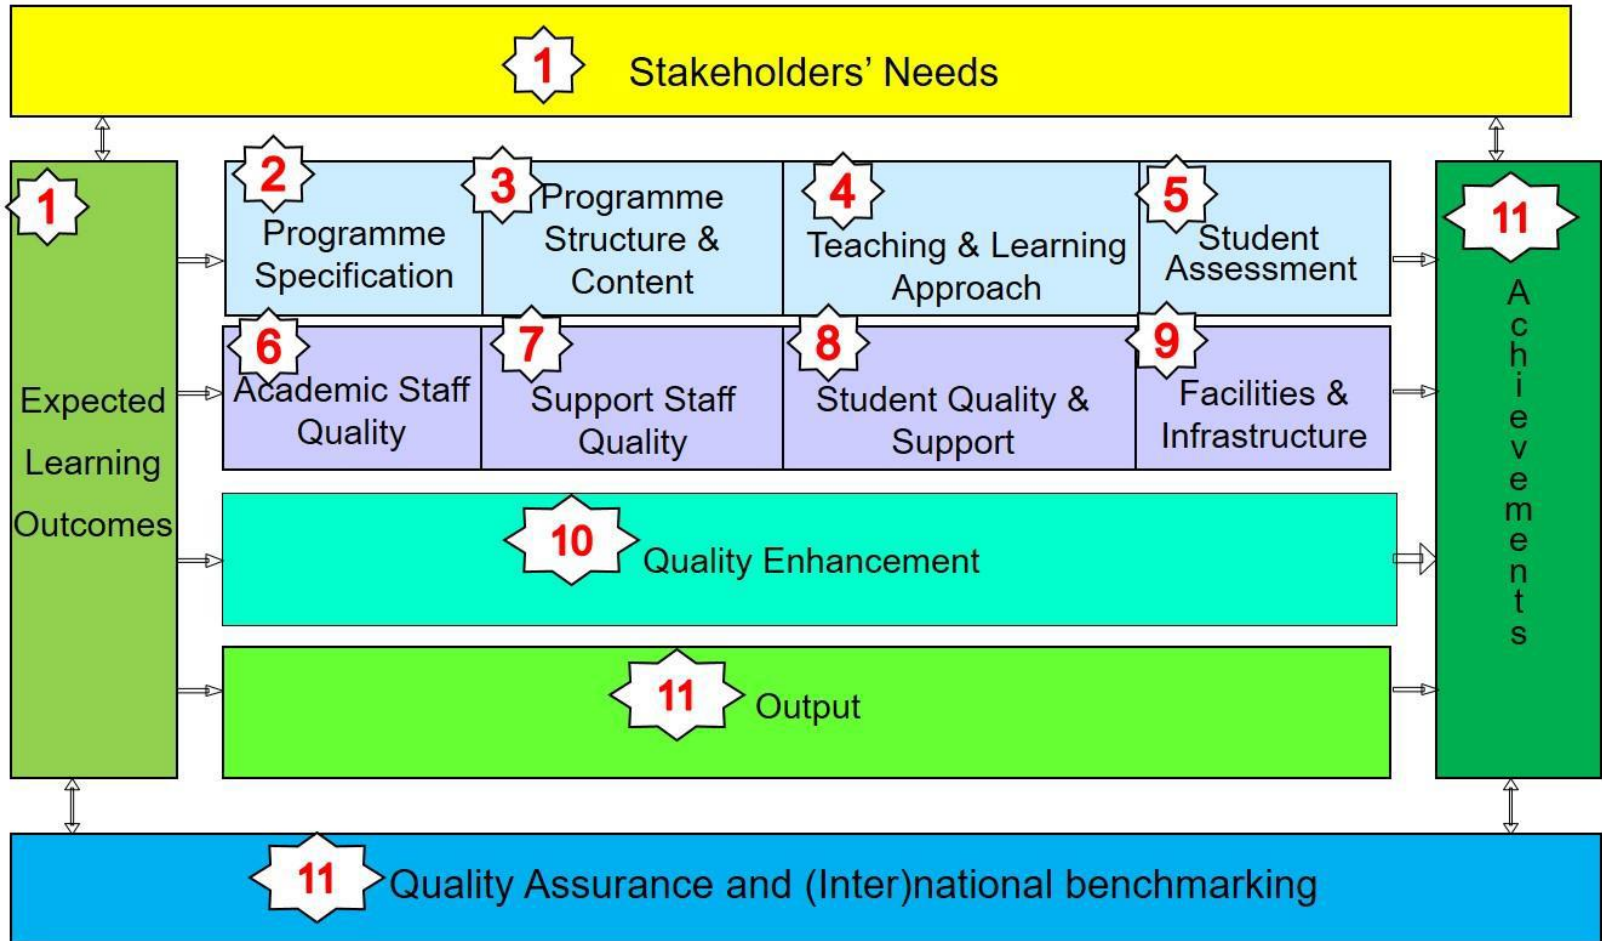 1
Stakeholders' Needs
1
Expected
Learning
Outcomes
2
Programme
Specification
3
Programme
Structure &
Content
4
Teaching & Learning
Approach
5
Student
Assessment
6
Academic Staff
Quality
7
Support Staff
Quality
8
Student Quality &
Support
9
Facilities &
Infrastructure
10
Quality Enhancement
11
Output
11
Achievements
11
Quality Assurance and (Inter)national benchmarking